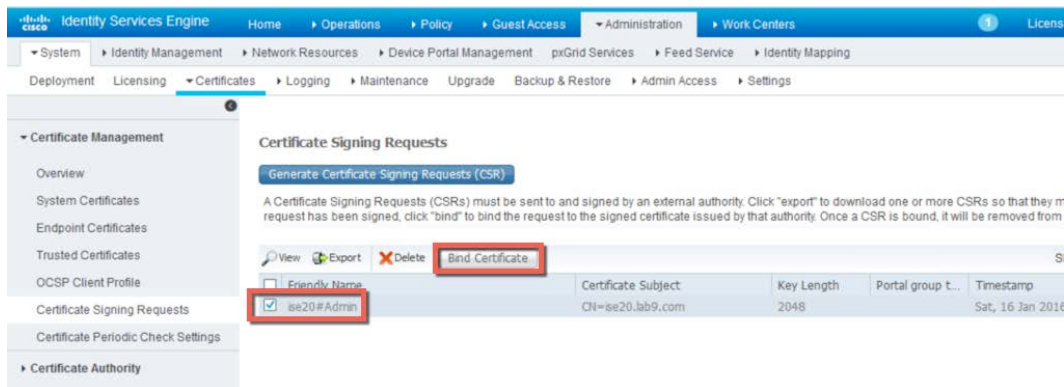 cisco Identity Services Engine Home Operations Policy Guest Access Administration Work Centers 1 Licens
System Identity Management Network Resources Device Portal Management pxGrid Services Feed Service Identity Mapping
Deployment Licensing Certificates Logging Maintenance Upgrade Backup & Restore Admin Access Settings
Certificate Management
Overview
System Certificates
Endpoint Certificates
Trusted Certificates
OCSP Client Profile
Certificate Signing Requests
Certificate Periodic Check Settings
Certificate Authority
Certificate Signing Requests
Generate Certificate Signing Requests (CSR)
A Certificate Signing Requests (CSRs) must be sent to and signed by an external authority. Click "export" to download one or more CSRs so that they m
request has been signed, click "bind" to bind the request to the signed certificate issued by that authority. Once a CSR is bound, it will be removed from
View Export Delete Bind Certificate S
Friendly Name Certificate Subject Key Length Portal group t... Timestamp
ise20#Admin CN=ise20.lab9.com 2048 Sat, 16 Jan 2016